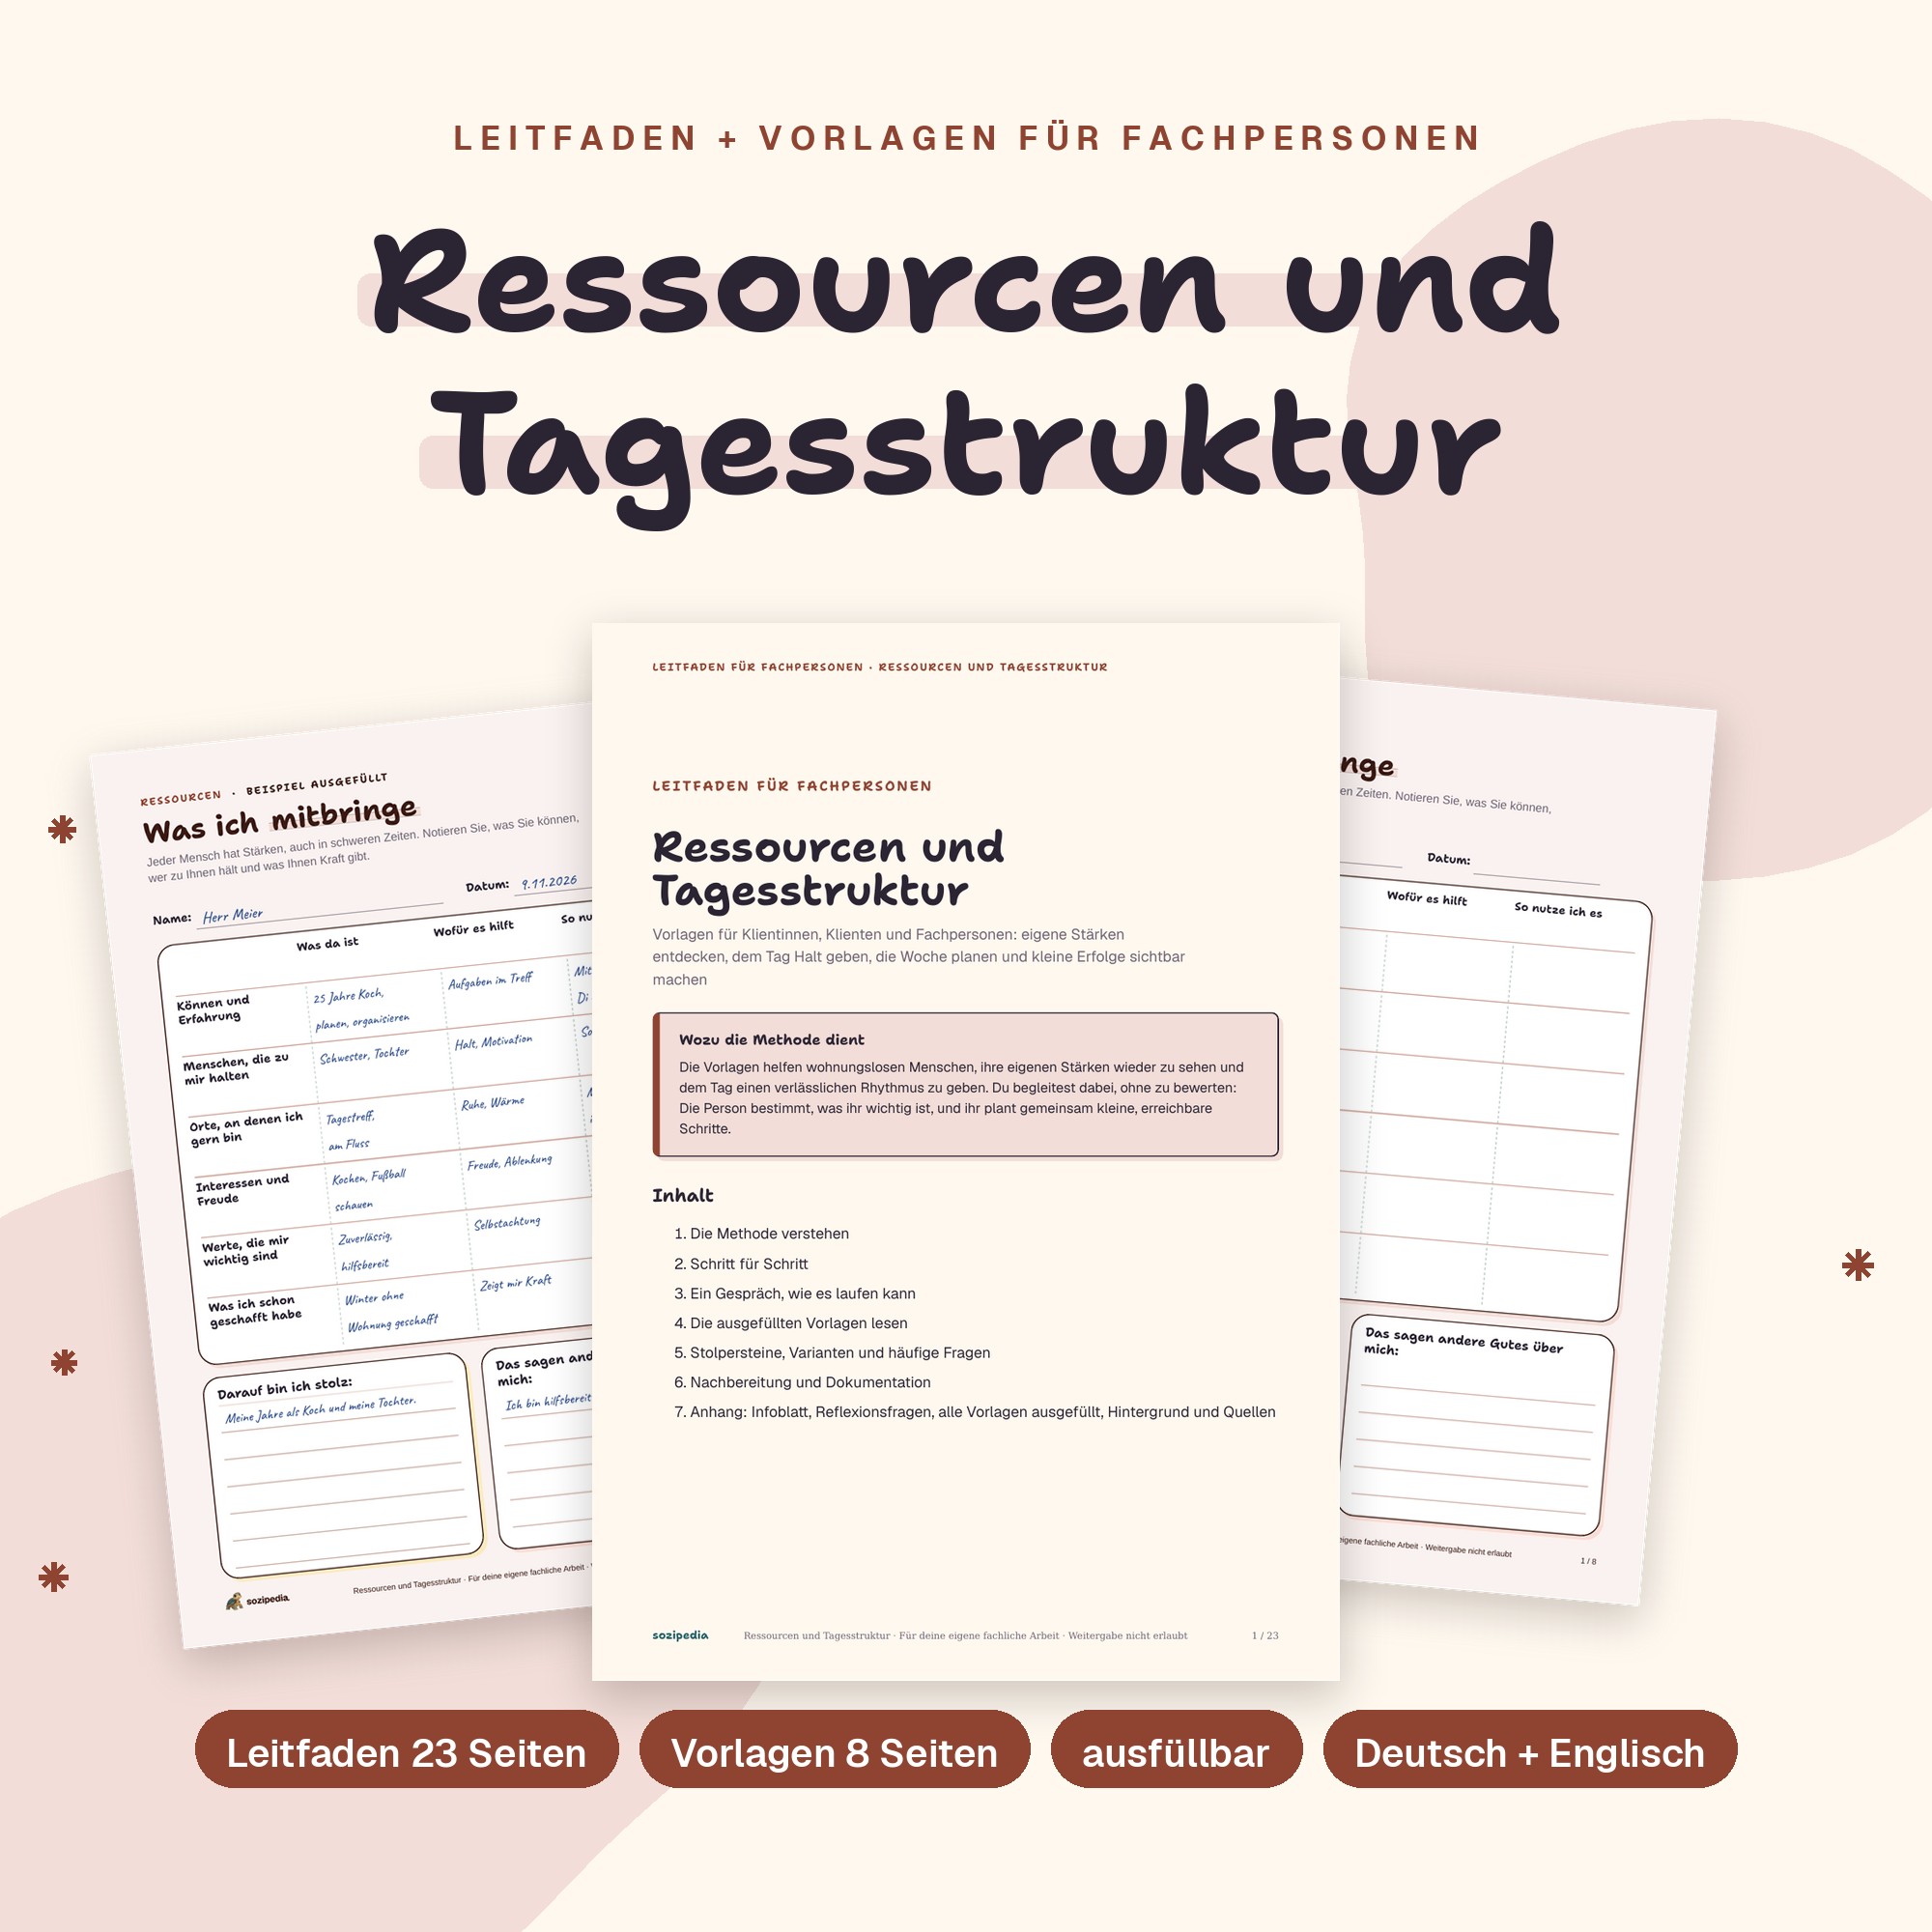 LEITFADEN + VORLAGEN FÜR FACHPERSONEN
Ressourcen und
Tagesstruktur
RESSOURCEN · BEISPIEL AUSGEFÜLLT
Was ich mitbringe
Jeder Mensch hat Stärken, auch in schweren Zeiten. Notieren Sie, was Sie können,
wer zu Ihnen hält und was Ihnen Kraft gibt.
Name: Herr Meier
Datum: 9.11.2026
Was da ist
Wofür es hilft
So nu
Können und
Erfahrung
25 Jahre Koch,
planen, organisieren
Aufgaben im Treff
Mit
Di
Menschen, die zu
mir halten
Schwester, Tochter
Halt, Motivation
So
Orte, an denen ich
gern bin
Tagestreff,
am Fluss
Ruhe, Wärme
Interessen und
Freude
Kochen, Fußball
schauen
Freude, Ablenkung
Werte, die mir
wichtig sind
Zuverlässig,
hilfsbereit
Selbstachtung
Was ich schon
geschafft habe
Winter ohne
Wohnung geschafft
Zeigt mir Kraft
Darauf bin ich stolz:
Meine Jahre als Koch und meine Tochter.
Das sagen and
mich:
Ich bin hilfsbereit
sozipedia
Ressourcen und Tagesstruktur · Für deine eigene fachliche Arbeit ·
LEITFADEN FÜR FACHPERSONEN · RESSOURCEN UND TAGESSTRUKTUR
LEITFADEN FÜR FACHPERSONEN
Ressourcen und
Tagesstruktur
Vorlagen für Klientinnen, Klienten und Fachpersonen: eigene Stärken
entdecken, dem Tag Halt geben, die Woche planen und kleine Erfolge sichtbar
machen
Wozu die Methode dient
Die Vorlagen helfen wohnungslosen Menschen, ihre eigenen Stärken wieder zu sehen und
dem Tag einen verlässlichen Rhythmus zu geben. Du begleitest dabei, ohne zu bewerten:
Die Person bestimmt, was ihr wichtig ist, und ihr plant gemeinsam kleine, erreichbare
Schritte.
Inhalt
1. Die Methode verstehen
2. Schritt für Schritt
3. Ein Gespräch, wie es laufen kann
4. Die ausgefüllten Vorlagen lesen
5. Stolpersteine, Varianten und häufige Fragen
6. Nachbereitung und Dokumentation
7. Anhang: Infoblatt, Reflexionsfragen, alle Vorlagen ausgefüllt, Hintergrund und Quellen
sozipedia
Ressourcen und Tagesstruktur · Für deine eigene fachliche Arbeit · Weitergabe nicht erlaubt
1 / 23
nge
en Zeiten. Notieren Sie, was Sie können,
Datum:
Wofür es hilft
So nutze ich es
Das sagen andere Gutes über
mich:
eigene fachliche Arbeit · Weitergabe nicht erlaubt
1 / 8
Leitfaden 23 Seiten
Vorlagen 8 Seiten
ausfüllbar
Deutsch + Englisch